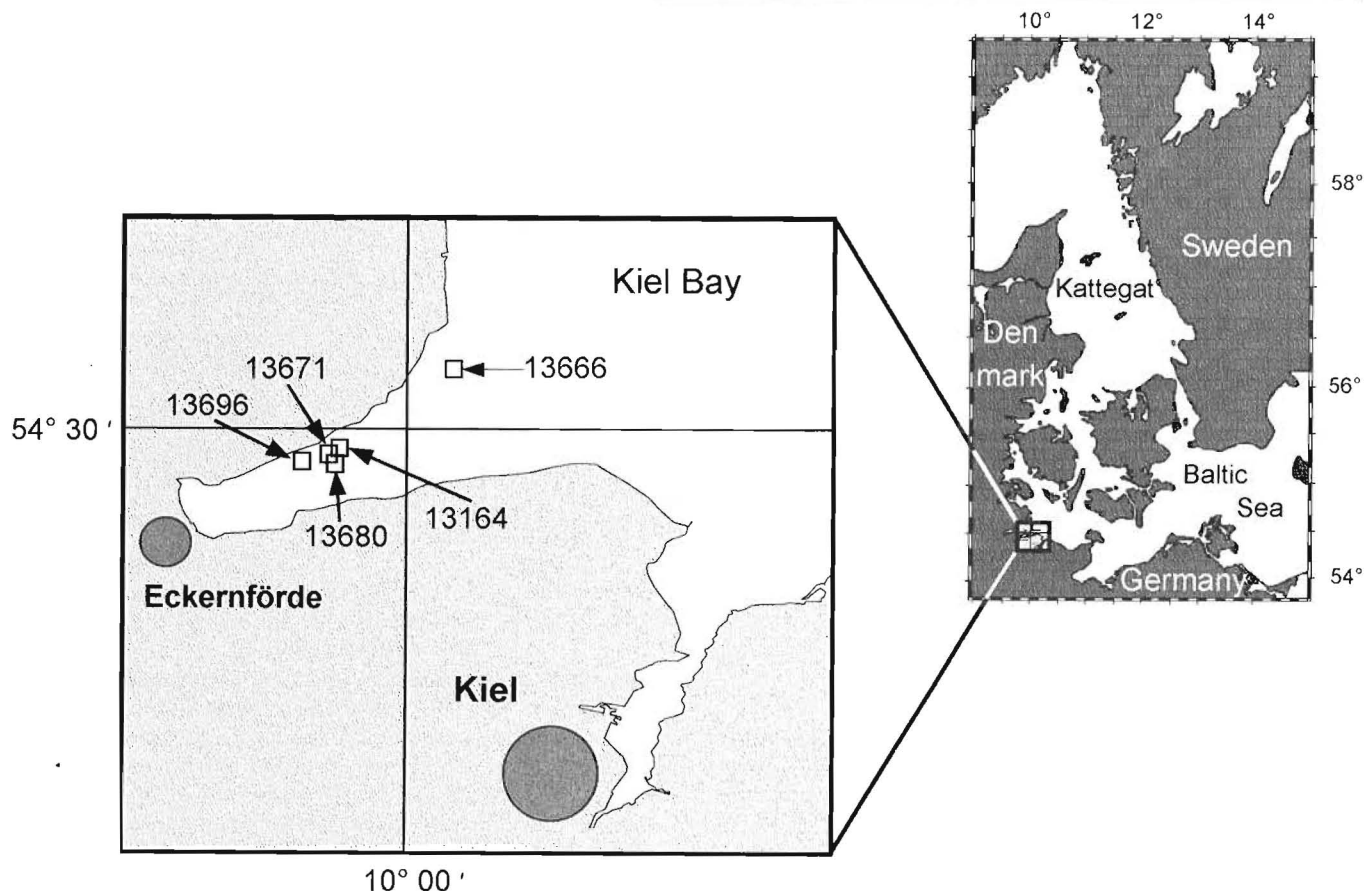 10° 12° 14°
58°
Sweden
Kattegat
Den
mark
56°
Baltic
Sea
54°
Germany
Kiel Bay
13671
13666
13696
54° 30 '
13164
13680
Eckernförde
Kiel
10° 00 '